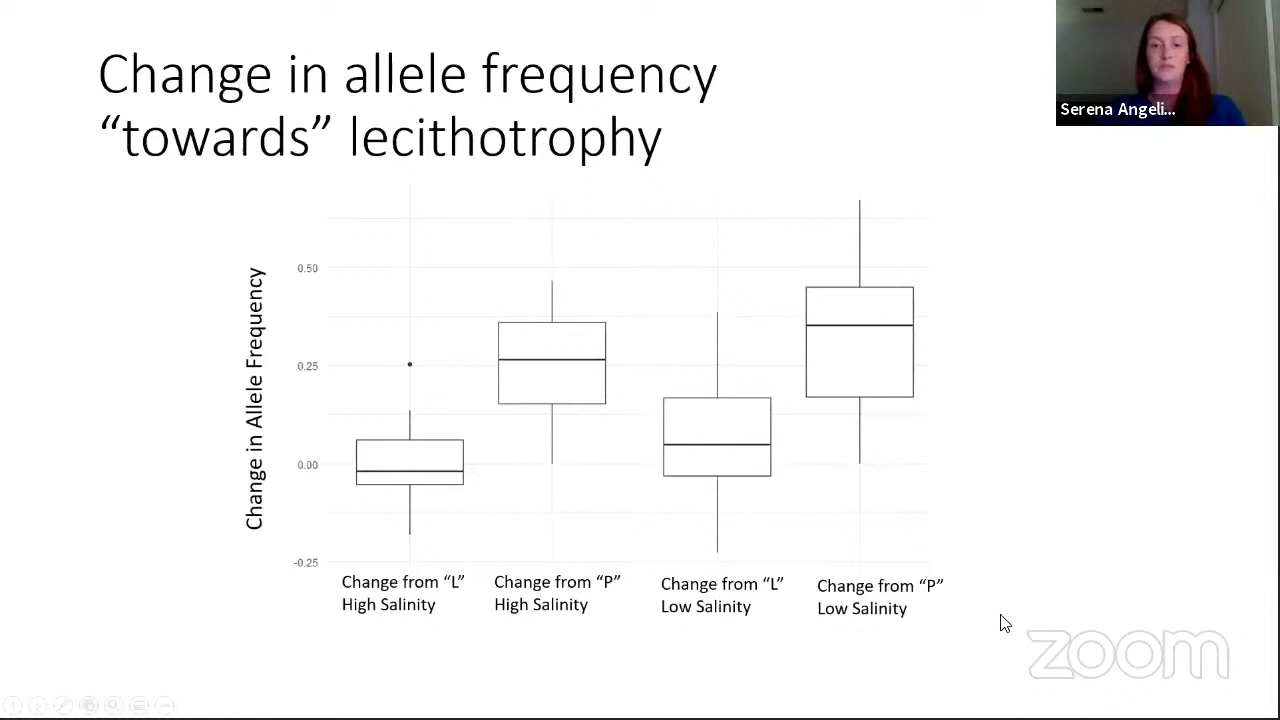 Change in allele frequency
“towards” lecithotrophy
Serena Angeli...
Change in Allele Frequency
0.50
0.25
0.00
-0.25
Change from “L”
High Salinity
Change from “P”
High Salinity
Change from “L”
Low Salinity
Change from “P”
Low Salinity
zoom